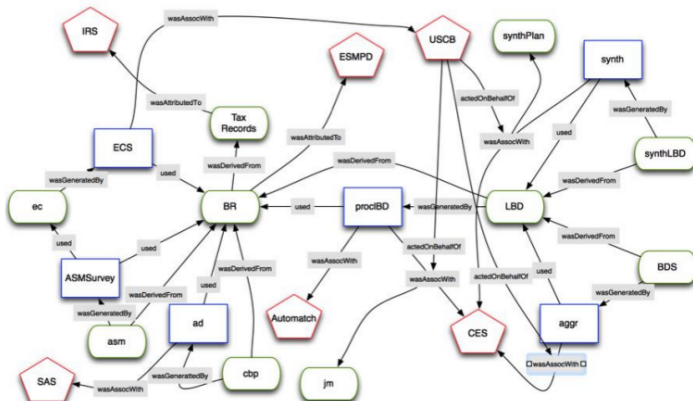 wasAssocWith
IRS
USCB
synthPlan
ESMPD
synth
actedOnBehalfOf
wasAttributedTo
wasGeneratedBy
Tax
Records
wasAttributedTo
wasAssocWith
ECS
used
synthLBD
wasGeneratedBy
used
wasDerivedFrom
wasDerivedFrom
wasDerivedFrom
ec
BR
used
procIBD
wasGeneratedBy
LBD
used
used
wasDerivedFrom
actedOnBehalfOf
wasDerivedFrom
ASMSurvey
wasDerivedFrom
used
wasAssocWith
wasAssocWith
actedOnBehalfOf
used
BDS
wasGeneratedBy
wasGeneratedBy
ad
Automatch
CES
aggr
asm
wasAssocWith
SAS
wasAssocWith
wasGenerattedBy
cbp
jm